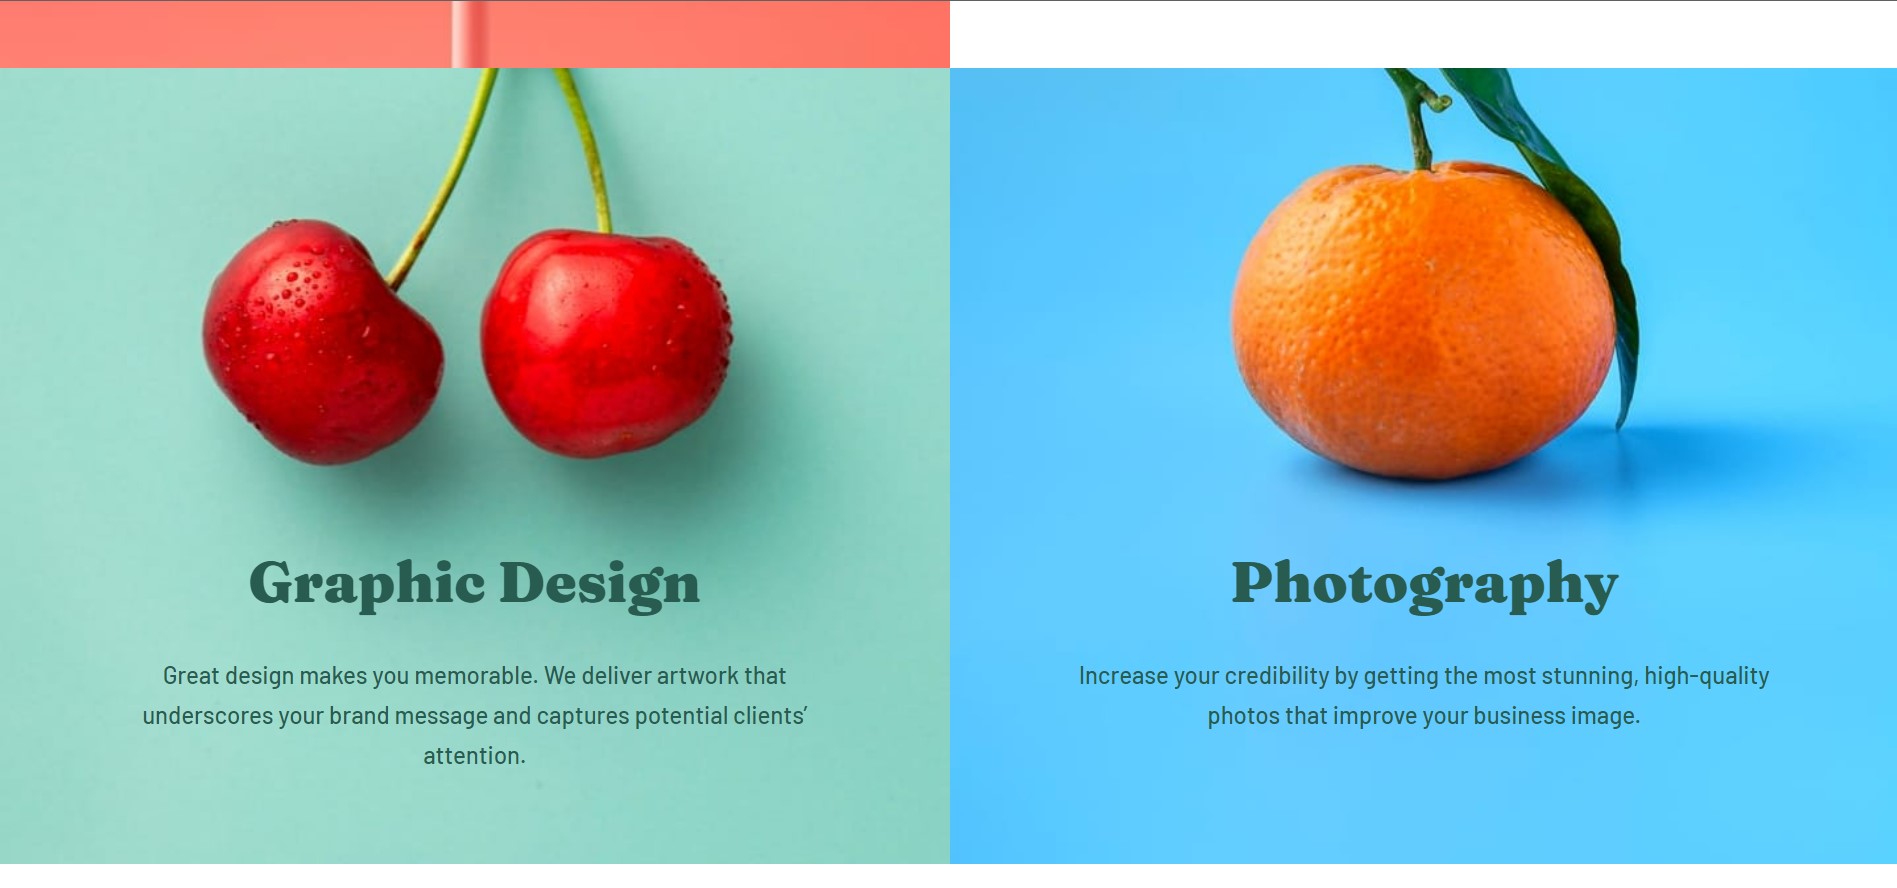 Graphic Design
Great design makes you memorable. We deliver artwork that
underscores your brand message and captures potential clients’
attention.
Photography
Increase your credibility by getting the most stunning, high-quality
photos that improve your business image.